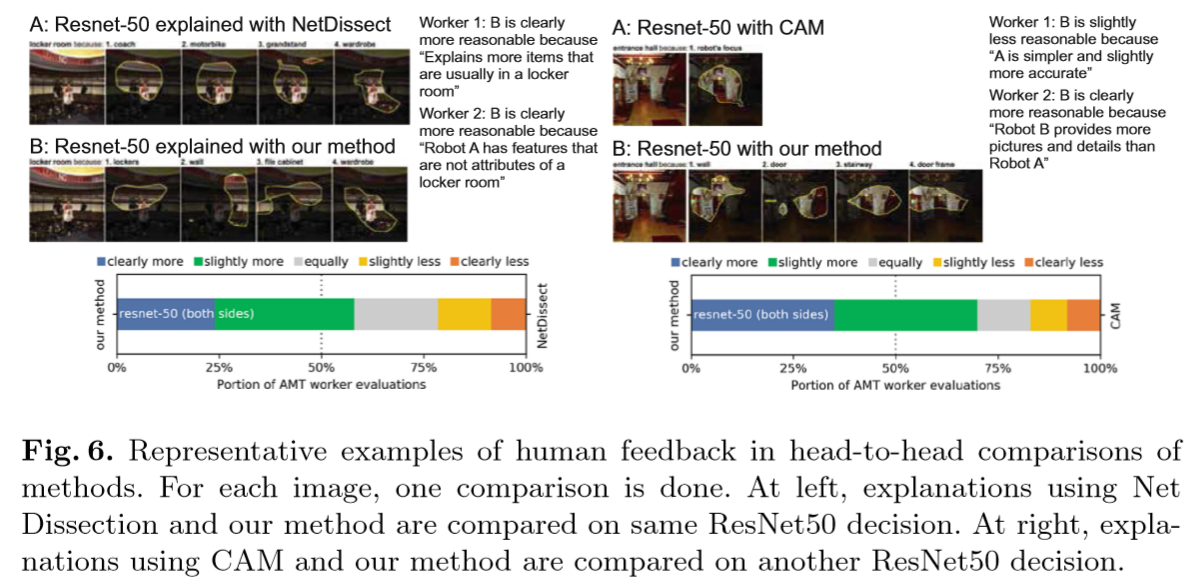 A: Resnet-50 explained with NetDissect
locker room because: 1. coach 2. motorbike 3. grandstand 4. wardrobe
B: Resnet-50 explained with our method
locker room because: 1. lockers 2. wall 3. file cabinet 4. wardrobe
Worker 1: B is clearly
more reasonable because
“Explains more items that
are usually in a locker
room”
Worker 2: B is clearly
more reasonable because
“Robot A has features that
are not attributes of a
locker room”
clearly more slightly more equally slightly less clearly less
our method
resnet-50 (both sides)
NetDissect
0% 25% 50% 75% 100%
Portion of AMT worker evaluations
A: Resnet-50 with CAM
entrance hall because: 1. robot's focus
B: Resnet-50 with our method
entrance hall because: 1. wall 2. door 3. stairway 4. door frame
Worker 1: B is slightly
less reasonable because
“A is simpler and slightly
more accurate”
Worker 2: B is clearly
more reasonable because
“Robot B provides more
pictures and details than
Robot A”
clearly more slightly more equally slightly less clearly less
our method
resnet-50 (both sides)
CAM
0% 25% 50% 75% 100%
Portion of AMT worker evaluations
Fig. 6. Representative examples of human feedback in head-to-head comparisons of
methods. For each image, one comparison is done. At left, explanations using Net
Dissection and our method are compared on same ResNet50 decision. At right, expla-
nations using CAM and our method are compared on another ResNet50 decision.